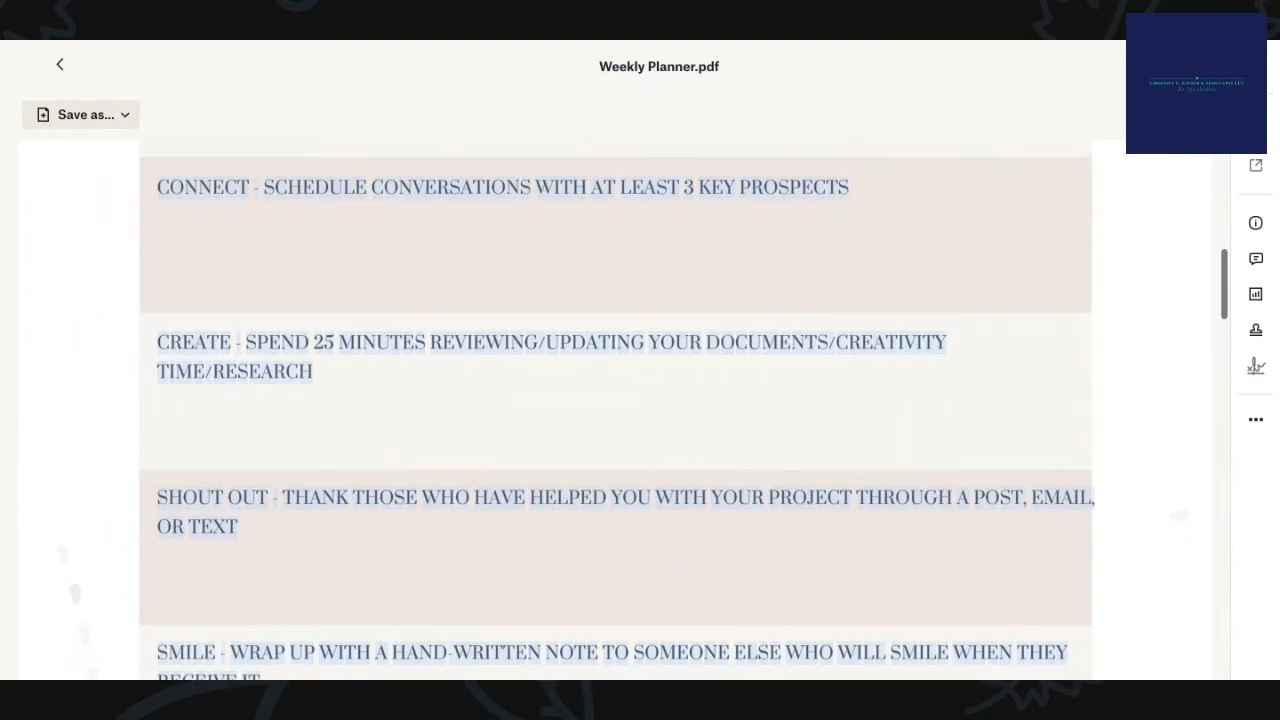 Weekly Planner.pdf
Save as...
CONNECT - SCHEDULE CONVERSATIONS WITH AT LEAST 3 KEY PROSPECTS
CREATE - SPEND 25 MINUTES REVIEWING/UPDATING YOUR DOCUMENTS/CREATIVITY
TIME/RESEARCH
SHOUT OUT - THANK THOSE WHO HAVE HELPED YOU WITH YOUR PROJECT THROUGH A POST, EMAIL,
OR TEXT
SMILE - WRAP UP WITH A HAND-WRITTEN NOTE TO SOMEONE ELSE WHO WILL SMILE WHEN THEY
RECEIVE IT